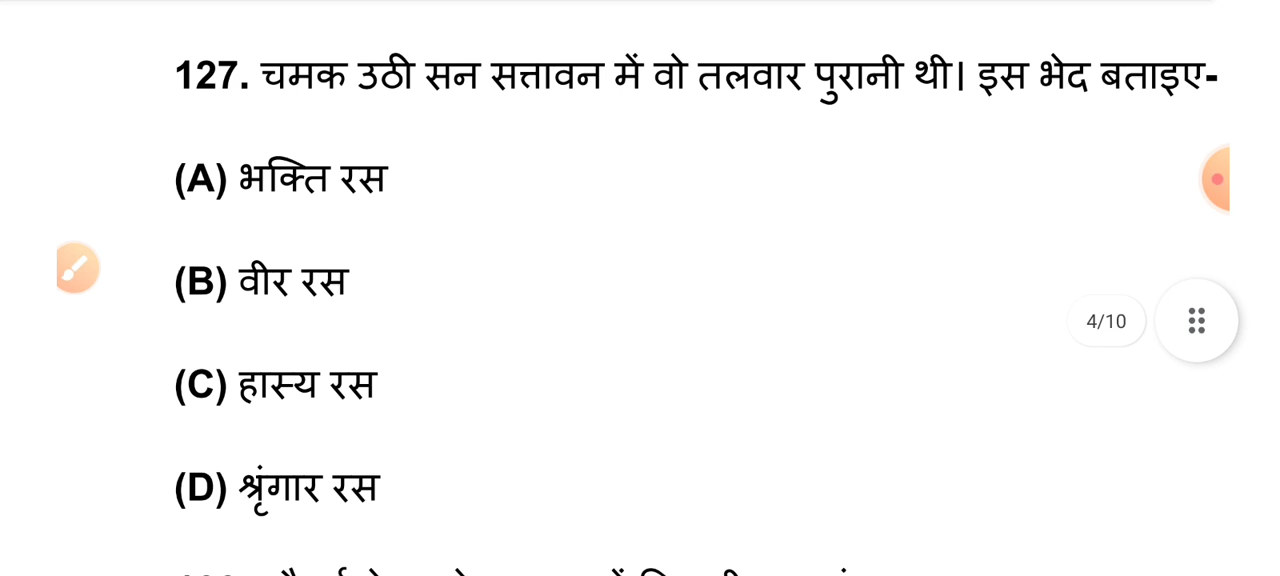 127. चमक उठी सन सत्तावन में वो तलवार पुरानी थी। इस भेद बताइए-
(A) भक्ति रस
(B) वीर रस
4/10
(C) हास्य रस
(D) श्रृंगार रस